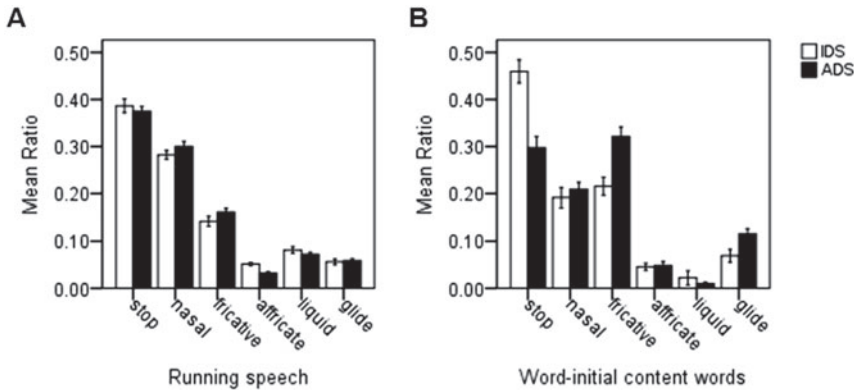 A
Mean Ratio
0.50
0.40
0.30
0.20
0.10
0.00
stop
nasal
fricative
affricate
liquid
glide
Running speech
B
Mean Ratio
0.50
0.40
0.30
0.20
0.10
0.00
stop
nasal
fricative
affricate
liquid
glide
Word-initial content words
IDS
ADS